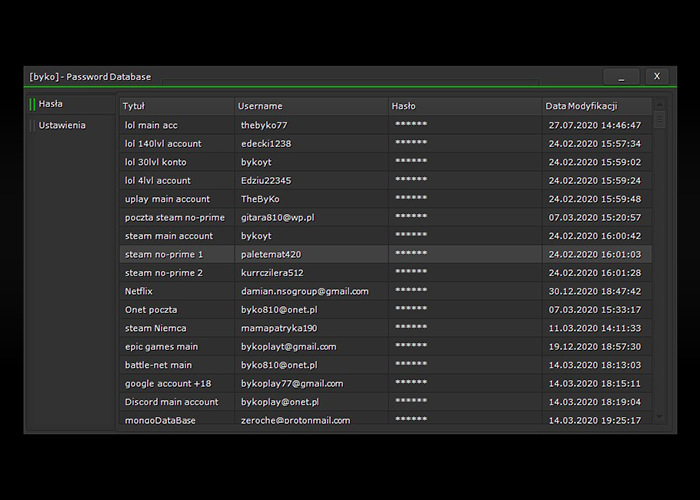 [byko] - Password Database _ X
Hasła
Ustawienia
Tytuł Username Hasło Data Modyfikacji
lol main acc thebyko77 ****** 27.07.2020 14:46:47
lol 140lvl account edecki1238 ****** 24.02.2020 15:57:34
lol 30lvl konto bykoyt ****** 24.02.2020 15:59:02
lol 4lvl account Edziu22345 ****** 24.02.2020 15:59:24
uplay main account TheByKo ****** 24.02.2020 15:59:48
poczta steam no-prime gitara810@wp.pl ****** 07.03.2020 15:20:57
steam main account bykoyt ****** 24.02.2020 16:00:42
steam no-prime 1 paletemat420 ****** 24.02.2020 16:01:03
steam no-prime 2 kurrczilera512 ****** 24.02.2020 16:01:28
Netflix damian.nsogroup@gmail.com ****** 30.12.2020 18:47:42
Onet poczta byko810@onet.pl ****** 07.03.2020 15:33:17
steam Niemca mamapatryka190 ****** 11.03.2020 14:11:33
epic games main bykoplayt@gmail.com ****** 19.12.2020 18:57:30
battle-net main byko810@onet.pl ****** 14.03.2020 18:13:03
google account +18 bykoplay77@gmail.com ****** 14.03.2020 18:15:11
Discord main account bykoplay@onet.pl ****** 14.03.2020 18:19:04
mongoDataBase zeroche@protonmail.com ****** 14.03.2020 19:25:17